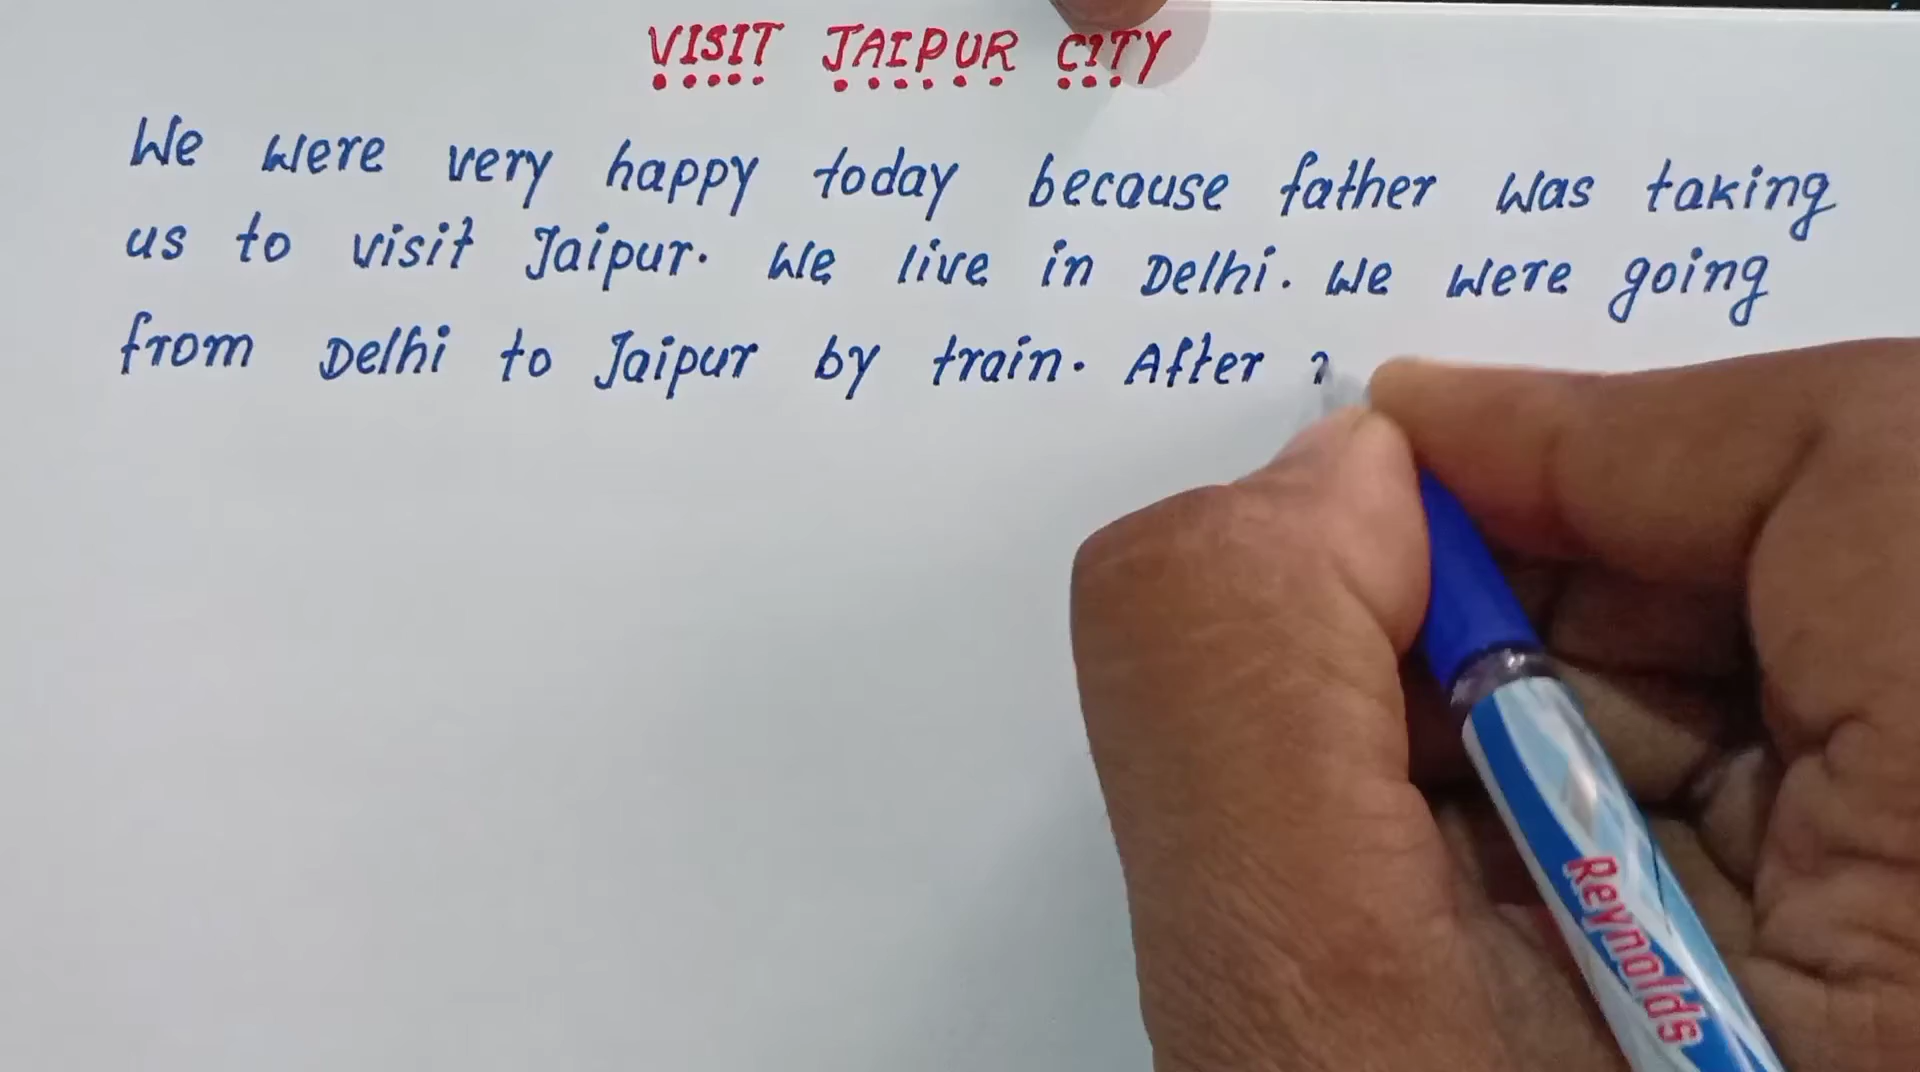 VISIT JAIPUR CITY
We were very happy today because father was taking
us to visit Jaipur. We live in Delhi. We were going
from Delhi to Jaipur by train. After
Reynolds